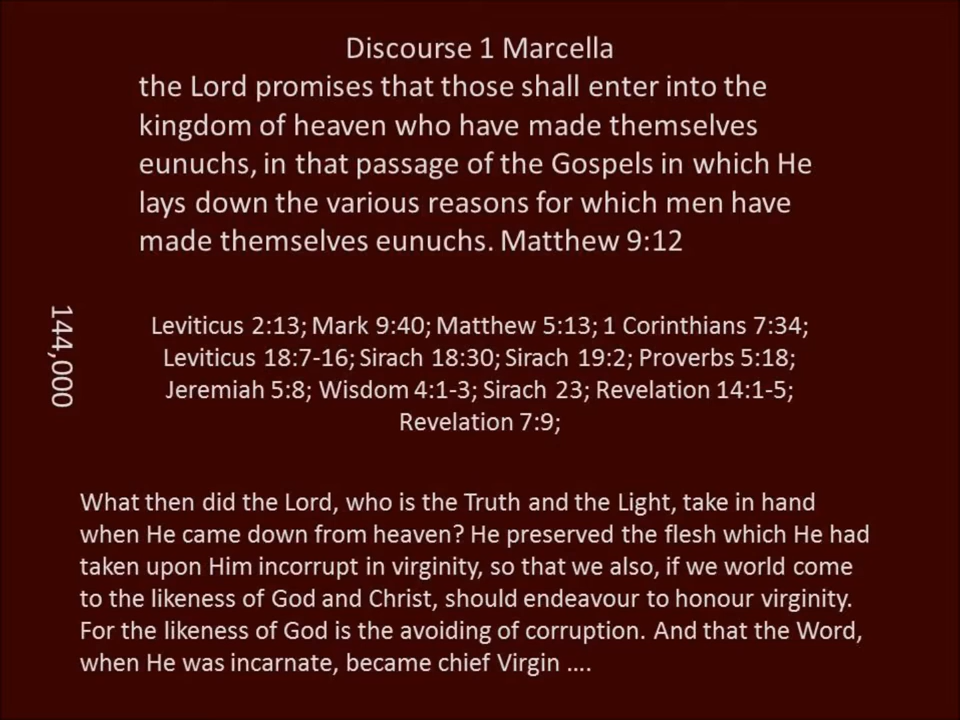 Discourse 1 Marcella
the Lord promises that those shall enter into the
kingdom of heaven who have made themselves
eunuchs, in that passage of the Gospels in which He
lays down the various reasons for which men have
made themselves eunuchs. Matthew 9:12
144,000
Leviticus 2:13; Mark 9:40; Matthew 5:13; 1 Corinthians 7:34;
Leviticus 18:7-16; Sirach 18:30; Sirach 19:2; Proverbs 5:18;
Jeremiah 5:8; Wisdom 4:1-3; Sirach 23; Revelation 14:1-5;
Revelation 7:9;
What then did the Lord, who is the Truth and the Light, take in hand
when He came down from heaven? He preserved the flesh which He had
taken upon Him incorrupt in virginity, so that we also, if we world come
to the likeness of God and Christ, should endeavour to honour virginity.
For the likeness of God is the avoiding of corruption. And that the Word,
when He was incarnate, became chief Virgin ....